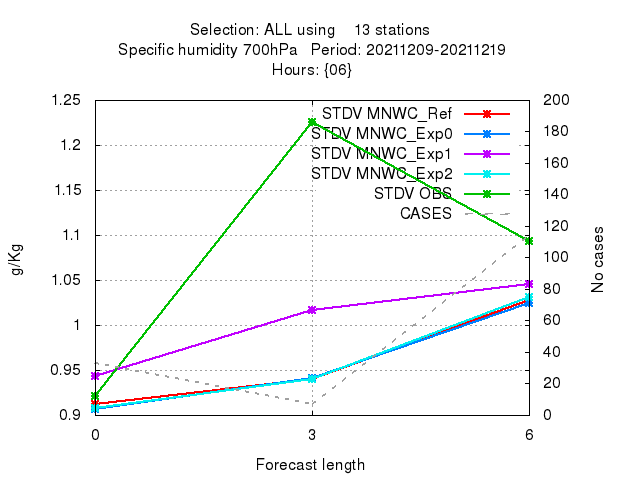 Selection: ALL using 13 stations
Specific humidity 700hPa Period: 20211209-20211219
Hours: {06}
1.25
1.2
1.15
1.1
1.05
1
0.95
0.9
g/Kg
STDV MNWC_Ref
STDV MNWC_Exp0
STDV MNWC_Exp1
STDV MNWC_Exp2
STDV OBS
CASES
200
180
160
140
120
100
80
60
40
20
0
No cases
0 3 6
Forecast length